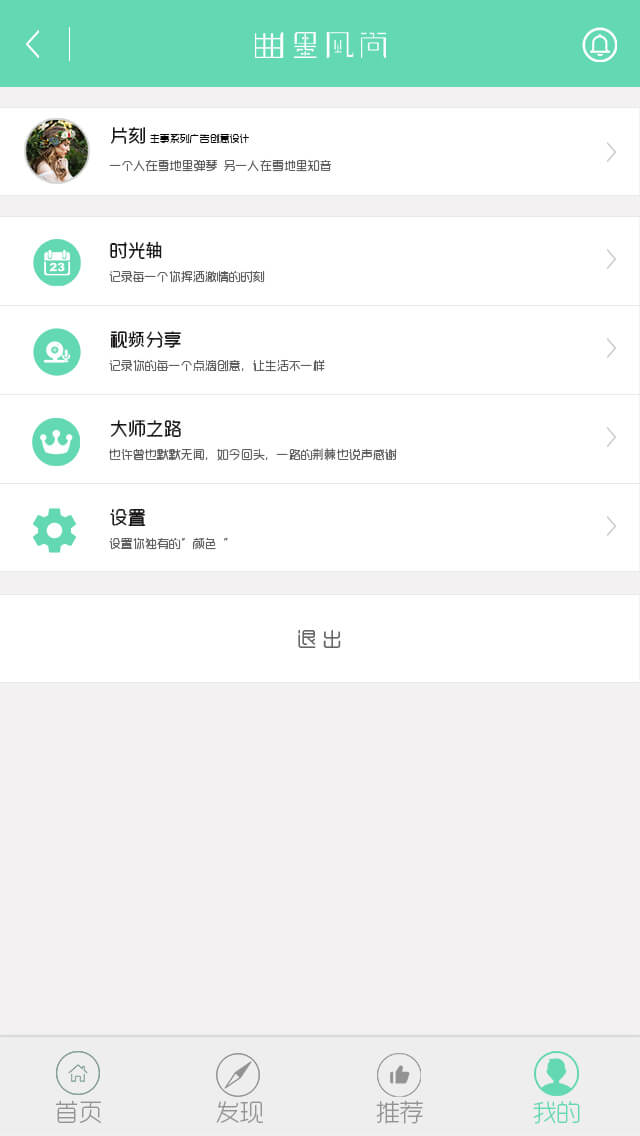 曲墨风尚
片刻 主事系列广告创意设计
一个人在雪地里弹琴 另一人在雪地里知音
23
时光轴
记录每一个你挥洒激情的时刻
视频分享
记录你的每一个点滴创意,让生活不一样
大师之路
也许曾也默默无闻,如今回头,一路的荆棘也说声感谢
设置
设置你独有的”颜色 “
退出
首页 发现 推荐 我的